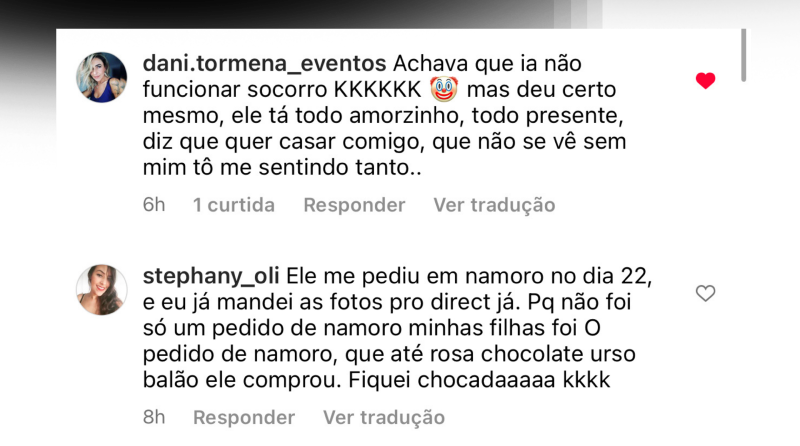 dani.tormena_eventos Achava que ia não
funcionar socorro KKKKKK 🤡 mas deu certo
mesmo, ele tá todo amorzinho, todo presente,
diz que quer casar comigo, que não se vê sem
mim tô me sentindo tanto..
6h 1 curtida Responder Ver tradução
stephany_oli Ele me pediu em namoro no dia 22,
e eu já mandei as fotos pro direct já. Pq não foi
só um pedido de namoro minhas filhas foi O
pedido de namoro, que até rosa chocolate urso
balão ele comprou. Fiquei chocadaaaaa kkkk
8h Responder Ver tradução